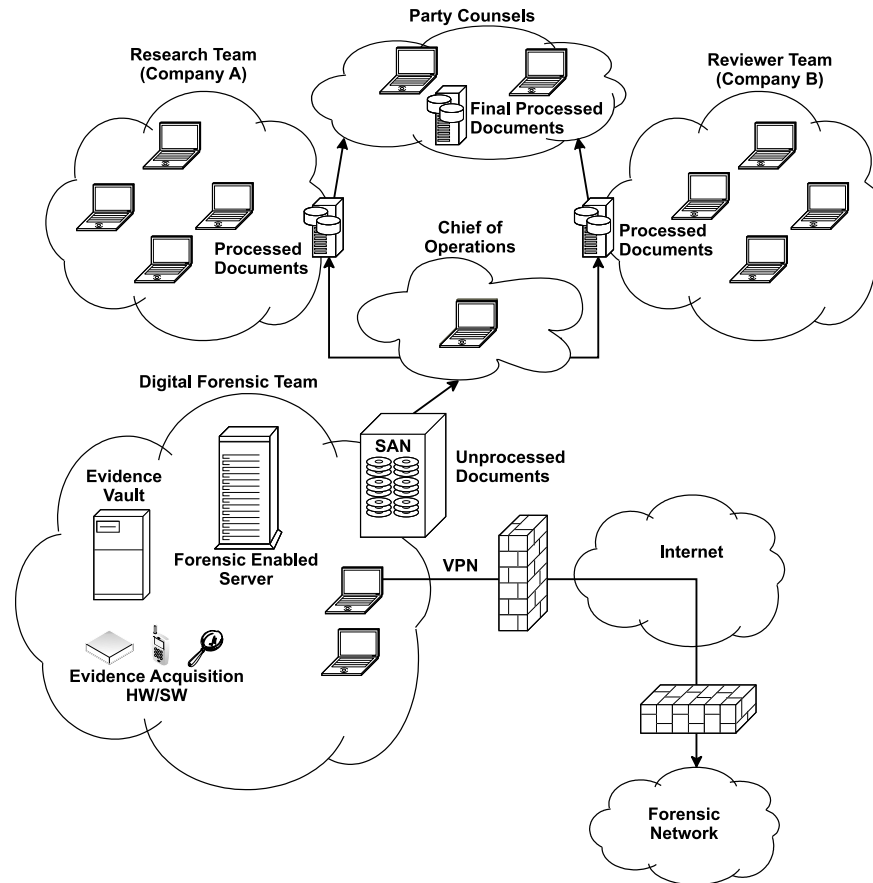 Party Counsels
Research Team
(Company A)
Reviewer Team
(Company B)
Final Processed
Documents
Processed
Documents
Chief of
Operations
Processed
Documents
Digital Forensic Team
SAN
Unprocessed
Documents
Evidence
Vault
Forensic Enabled
Server
VPN
Internet
Evidence Acquisition
HW/SW
Forensic
Network